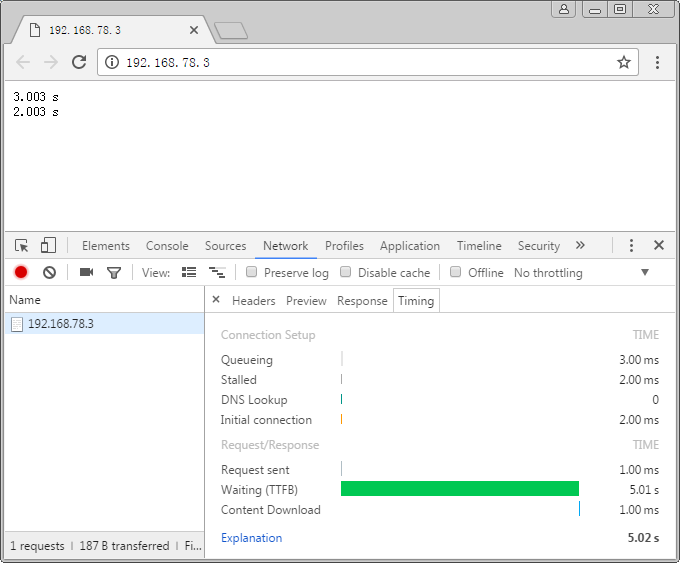 192.168.78.3
192.168.78.3
3.003 s
2.003 s
Elements Console Sources Network Profiles Application Timeline Security »
View: Preserve log Disable cache Offline No throttling
Name
192.168.78.3
× Headers Preview Response Timing
Connection Setup TIME
Queueing 3.00 ms
Stalled 2.00 ms
DNS Lookup 0
Initial connection 2.00 ms
Request/Response TIME
Request sent 1.00 ms
Waiting (TTFB) 5.01 s
Content Download 1.00 ms
Explanation 5.02 s
1 requests | 187 B transferred | Fi...